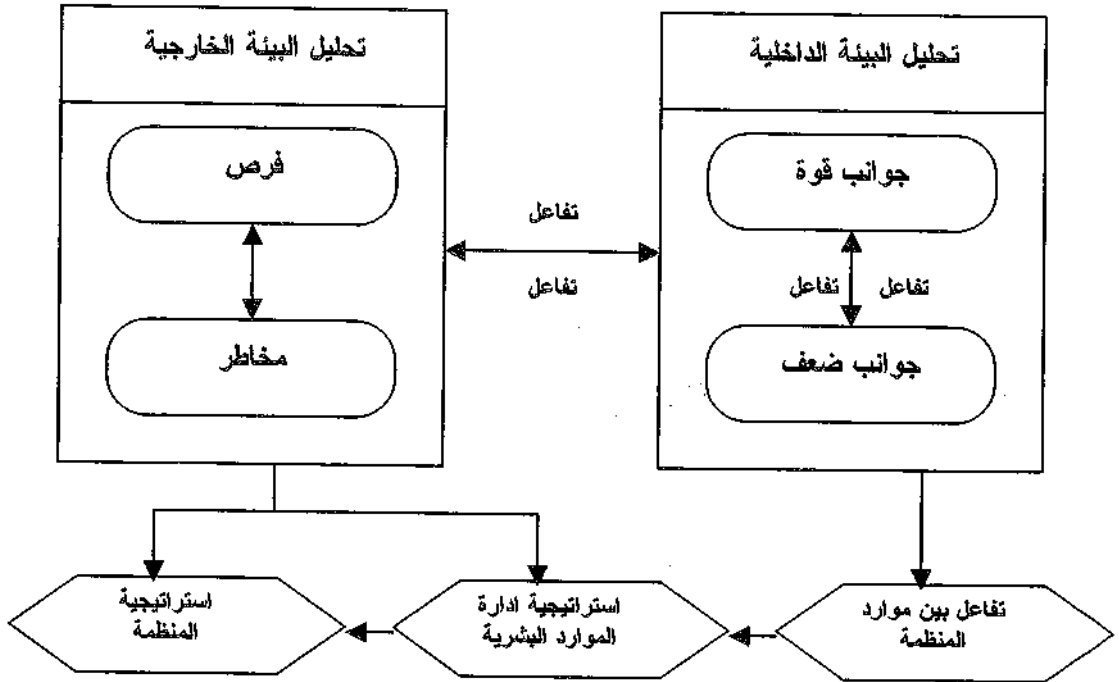 تحليل البيئة الداخلية
جوانب قوة
تفاعل تفاعل
جوانب ضعف
تفاعل
تفاعل
تحليل البيئة الخارجية
فرص
مخاطر
تفاعل بين موارد
المنظمة
استراتيجية ادارة
الموارد البشرية
استراتيجية
المنظمة